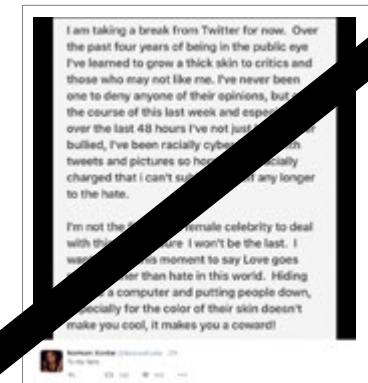 I am taking a break from Twitter for now. Over
the past four years of being in the public eye
I've learned to grow a thick skin to critics and
those who may not like me. I've never been
one to deny anyone of their opinions, but
the course of this last week and
over the last 48 hours I've not just
bullied, I've been racially
tweets and pictures so
charged that i can't any longer
to the hate.
I'm not the female celebrity to deal
with I won't be the last. I
this moment to say Love goes
than hate in this world. Hiding
a computer and putting people down,
especially for the color of their skin doesn't
make you cool, it makes you a coward!
To my fans